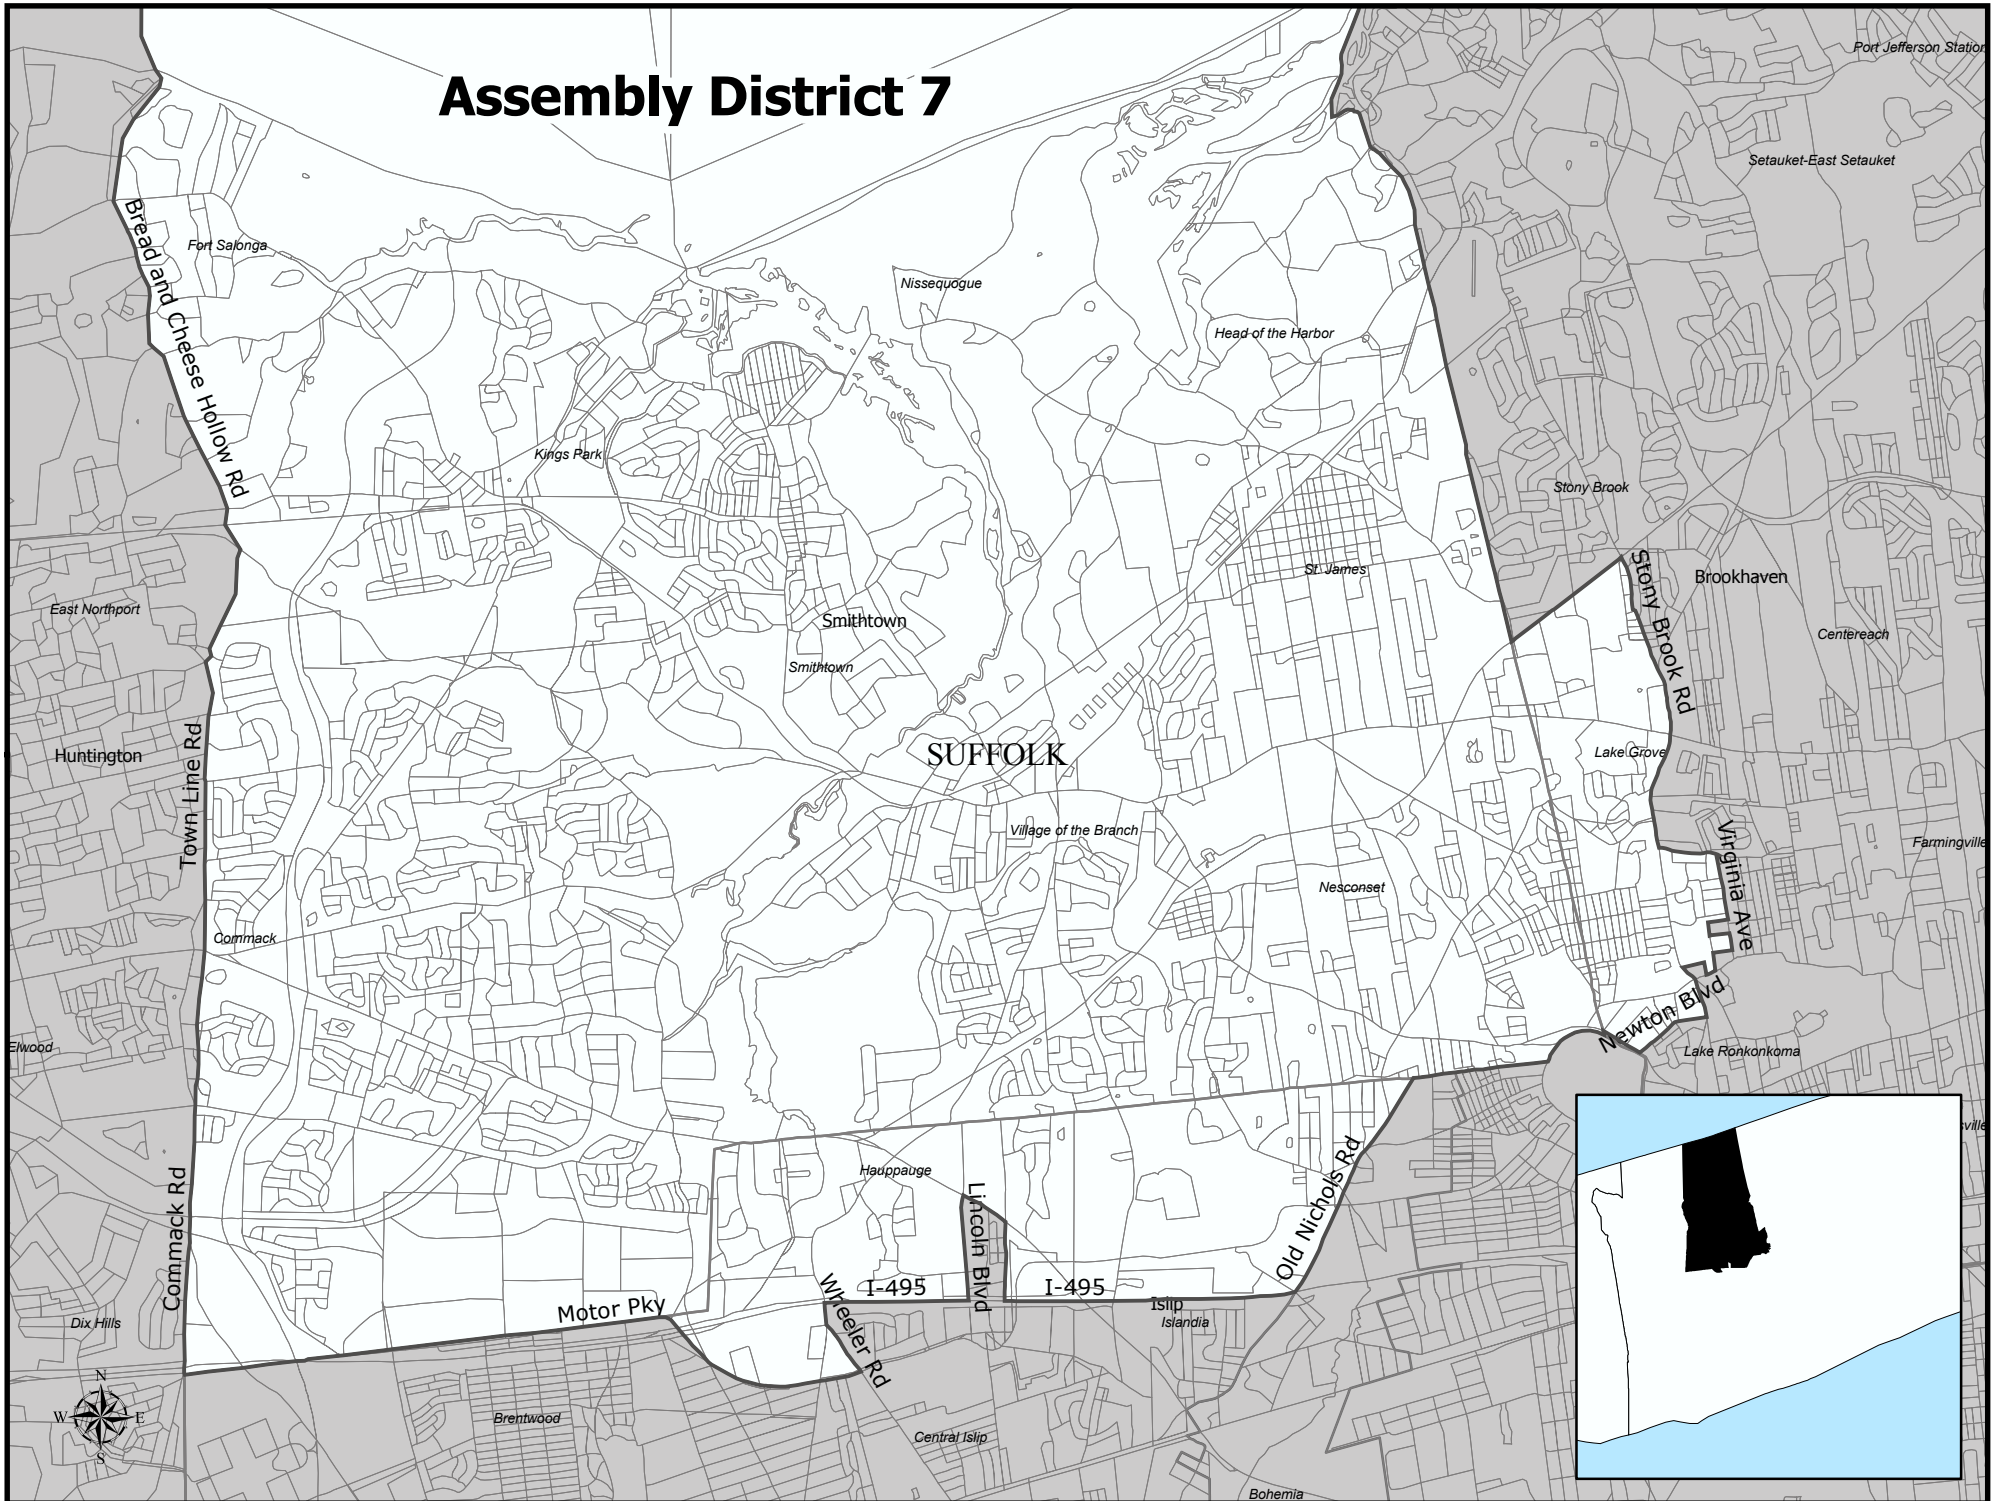 Assembly District 7
Port Jefferson Station
Setauket-East Setauket
Bread and Cheese Hollow Rd
Fort Salonga
Nissequogue
Head of the Harbor
Kings Park
Stony Brook
St. James
Stony Brook Rd
Brookhaven
East Northport
Smithtown
Centereach
Smithtown
Huntington
Town Line Rd
SUFFOLK
Lake Grove
Village of the Branch
Virginia Ave
Farmingville
Nesconset
Commack
Newton Blvd
Elwood
Lake Ronkonkoma
sville
Hauppauge
Commack Rd
Lincoln Blvd
Old Nichols Rd
I-495
I-495
Wheeler Rd
Motor Pky
Islip
Islandia
Dix Hills
N
W
E
S
Brentwood
Central Islip
Bohemia